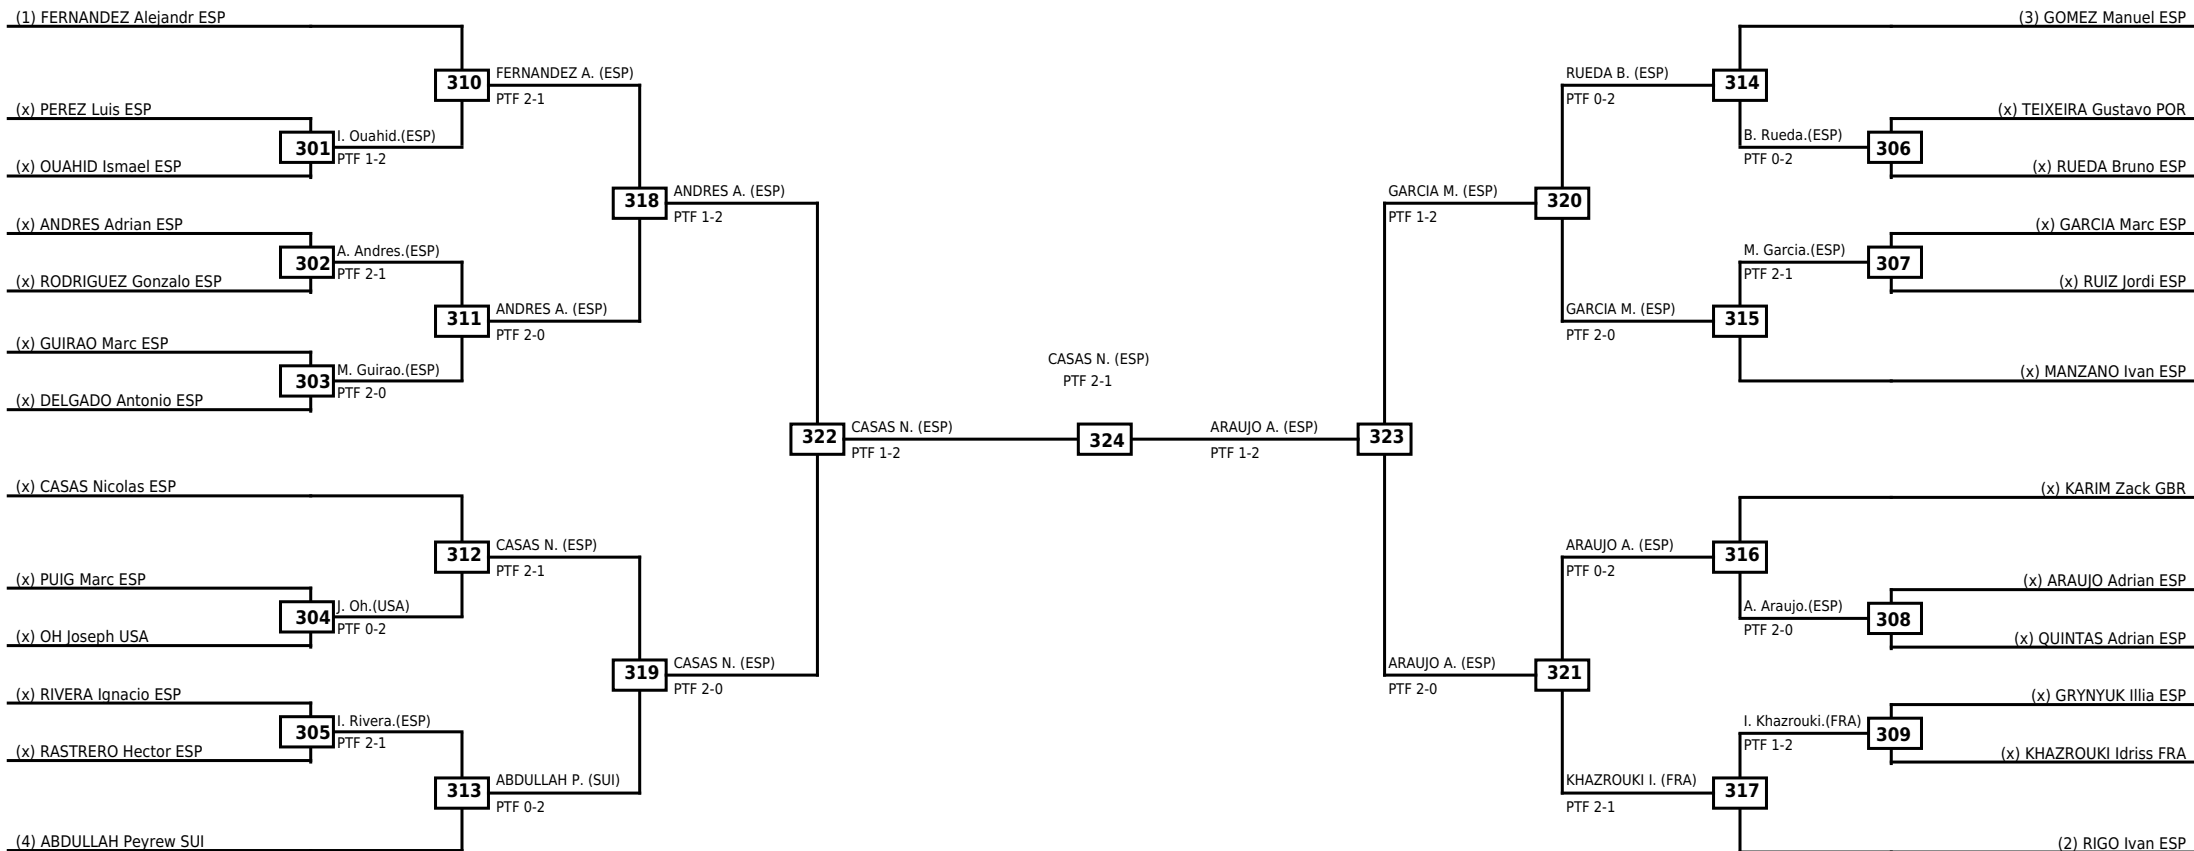 (1) FERNANDEZ Alejandr ESP
(x) PEREZ Luis ESP
(x) OUAHID Ismael ESP
(x) ANDRES Adrian ESP
(x) RODRIGUEZ Gonzalo ESP
(x) GUIRAO Marc ESP
(x) DELGADO Antonio ESP
(x) CASAS Nicolas ESP
(x) PUIG Marc ESP
(x) OH Joseph USA
(x) RIVERA Ignacio ESP
(x) RASTRERO Hector ESP
(4) ABDULLAH Peyrew SUI
301
I. Ouahid.(ESP)
PTF 1-2
302
A. Andres.(ESP)
PTF 2-1
303
M. Guirao.(ESP)
PTF 2-0
304
J. Oh.(USA)
PTF 0-2
305
I. Rivera.(ESP)
PTF 2-1
310
FERNANDEZ A. (ESP)
PTF 2-1
311
ANDRES A. (ESP)
PTF 2-0
312
CASAS N. (ESP)
PTF 2-1
313
ABDULLAH P. (SUI)
PTF 0-2
318
ANDRES A. (ESP)
PTF 1-2
319
CASAS N. (ESP)
PTF 2-0
322
CASAS N. (ESP)
PTF 1-2
CASAS N. (ESP)
PTF 2-1
324
ARAUJO A. (ESP)
PTF 1-2
323
GARCIA M. (ESP)
PTF 1-2
320
ARAUJO A. (ESP)
PTF 2-0
321
RUEDA B. (ESP)
PTF 0-2
314
GARCIA M. (ESP)
PTF 2-0
315
ARAUJO A. (ESP)
PTF 0-2
316
KHAZROUKI I. (FRA)
PTF 2-1
317
B. Rueda.(ESP)
PTF 0-2
306
M. Garcia.(ESP)
PTF 2-1
307
A. Araujo.(ESP)
PTF 2-0
308
I. Khazrouki.(FRA)
PTF 1-2
309
(3) GOMEZ Manuel ESP
(x) TEIXEIRA Gustavo POR
(x) RUEDA Bruno ESP
(x) GARCIA Marc ESP
(x) RUIZ Jordi ESP
(x) MANZANO Ivan ESP
(x) KARIM Zack GBR
(x) ARAUJO Adrian ESP
(x) QUINTAS Adrian ESP
(x) GRYNYUK Illia ESP
(x) KHAZROUKI Idriss FRA
(2) RIGO Ivan ESP